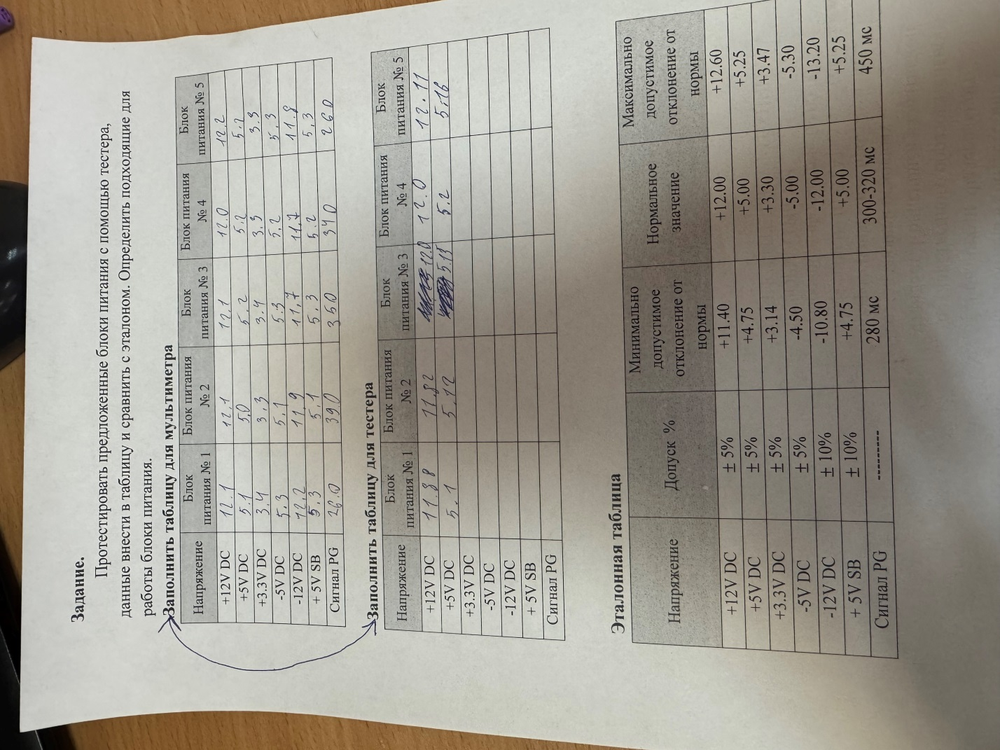 Задание.
Протестировать предложенные блоки питания с помощью тестера,
данные внести в таблицу и сравнить с эталоном. Определить подходящие для
работы блоки питания.
Заполнить таблицу для мультиметра
Напряжение Блок питания № 1 Блок питания № 2 Блок питания № 3 Блок питания № 4 Блок питания № 5
+12V DC 12.1 12.1 12.1 12.0 12.2
+5V DC 5.1 5.0 5.2 5.2 5.2
+3.3V DC 3.4 3.3 3.4 3.3 3.3
-5V DC 5.3 5.1 5.3 5.2 5.3
-12V DC 12.2 11.9 11.7 11.7 11.8
+ 5V SB 5.3 5.1 5.3 5.2 5.3
Сигнал PG 260 390 350 340 260
Заполнить таблицу для тестера
Напряжение Блок питания № 1 Блок питания № 2 Блок питания № 3 Блок питания № 4 Блок питания № 5
+12V DC 11.88 11.82 12.0 12.0 12.11
+5V DC 5.1 5.12 5.13 5.2 5.16
+3.3V DC
-5V DC
-12V DC
+ 5V SB
Сигнал PG
Эталонная таблица
Напряжение Допуск % Минимально допустимое отклонение от нормы Нормальное значение Максимально допустимое отклонение от нормы
+12V DC ± 5% +11.40 +12.00 +12.60
+5V DC ± 5% +4.75 +5.00 +5.25
+3.3V DC ± 5% +3.14 +3.30 +3.47
-5V DC ± 5% -4.50 -5.00 -5.30
-12V DC ± 10% -10.80 -12.00 -13.20
+ 5V SB ± 10% +4.75 +5.00 +5.25
Сигнал PG --------- 280 мс 300-320 мс 450 мс